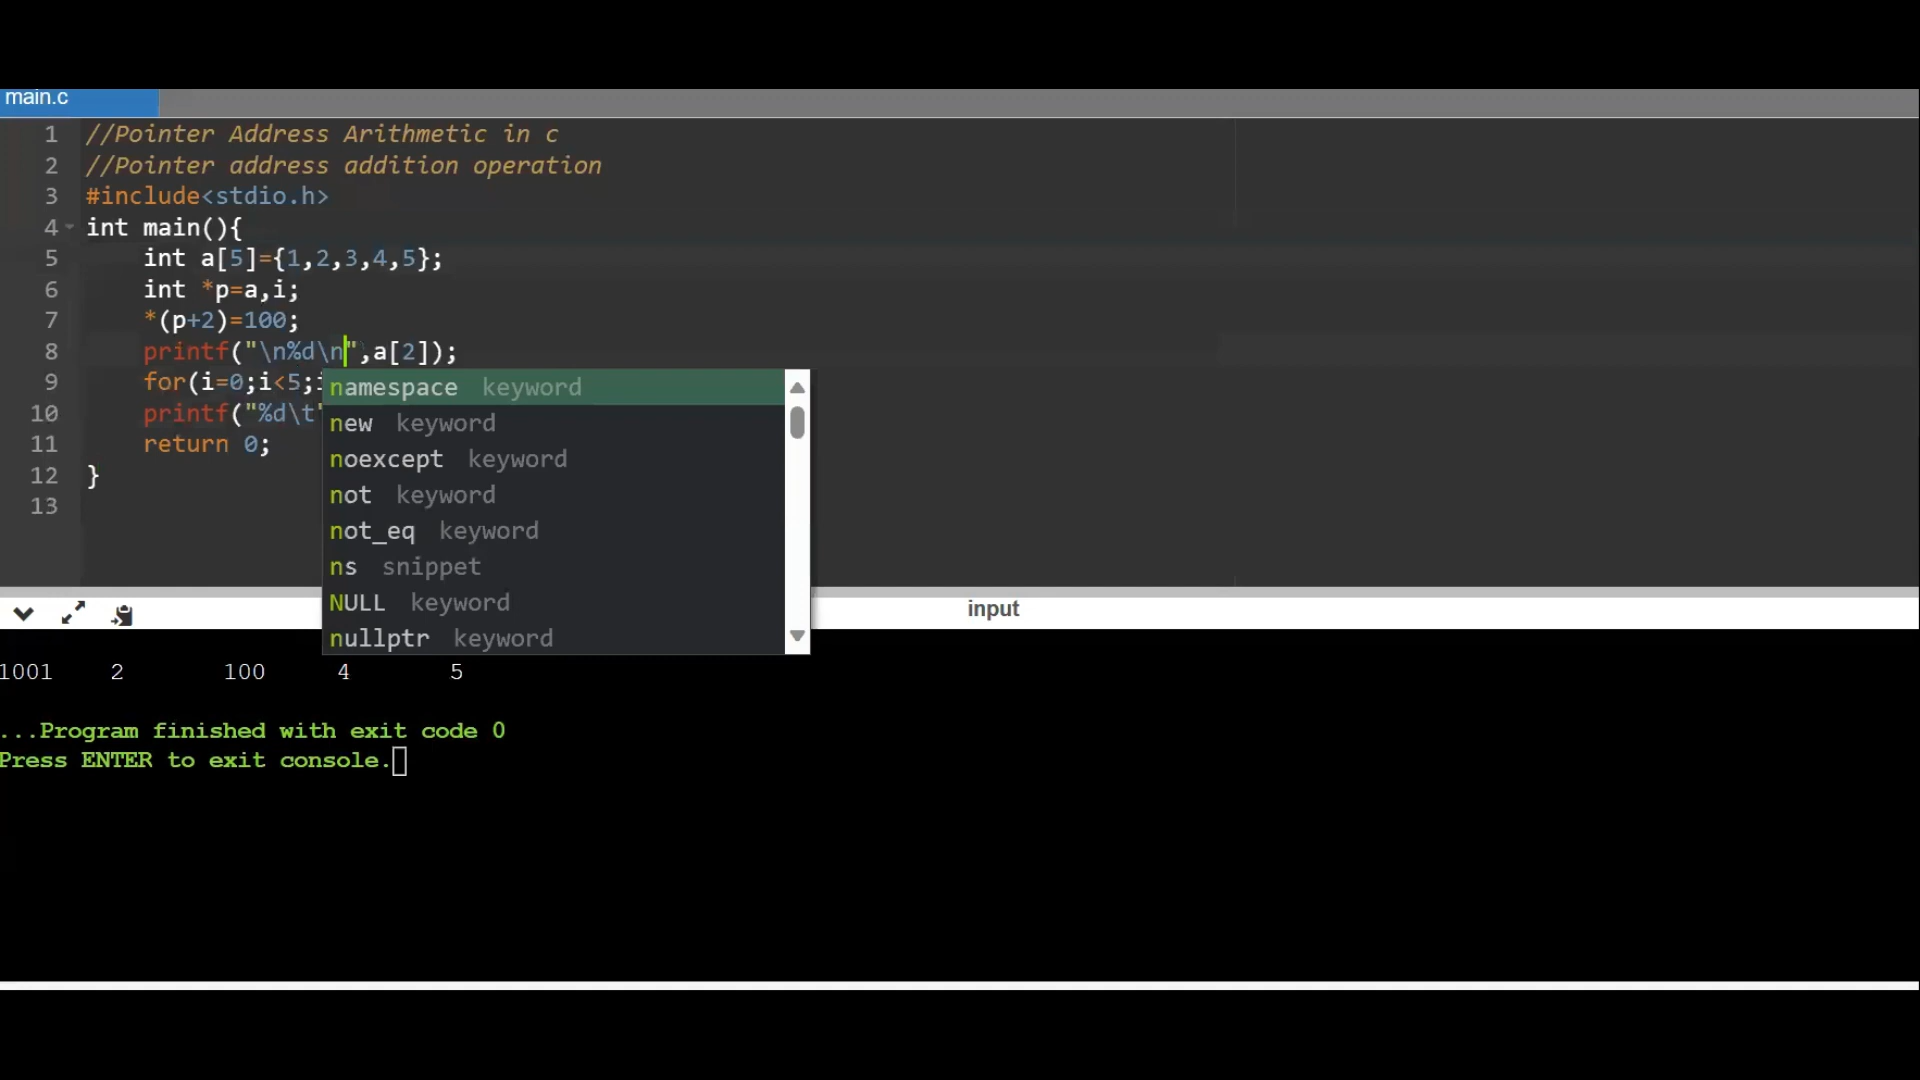 main.c
1 //Pointer Address Arithmetic in c
2 //Pointer address addition operation
3 #include<stdio.h>
4 int main(){
5 int a[5]={1,2,3,4,5};
6 int *p=a,i;
7 *(p+2)=100;
8 printf("\n%d\n",a[2]);
9 for(i=0;i<5;i
10 printf("%d\t"
11 return 0;
12 }
13
namespace keyword
new keyword
noexcept keyword
not keyword
not_eq keyword
ns snippet
NULL keyword
nullptr keyword
input
1001 2 100 4 5
...Program finished with exit code 0
Press ENTER to exit console.